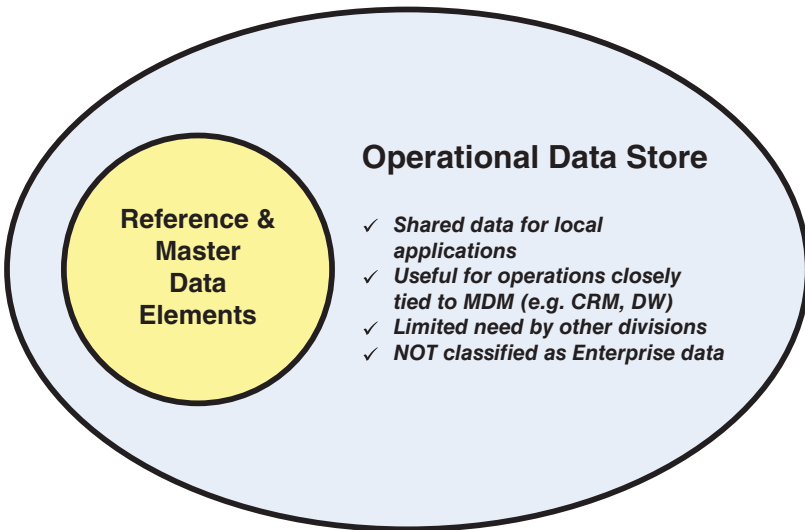 Operational Data Store
Reference &
Master
Data
Elements
✓ Shared data for local
applications
✓ Useful for operations closely
tied to MDM (e.g. CRM, DW)
✓ Limited need by other divisions
✓ NOT classified as Enterprise data